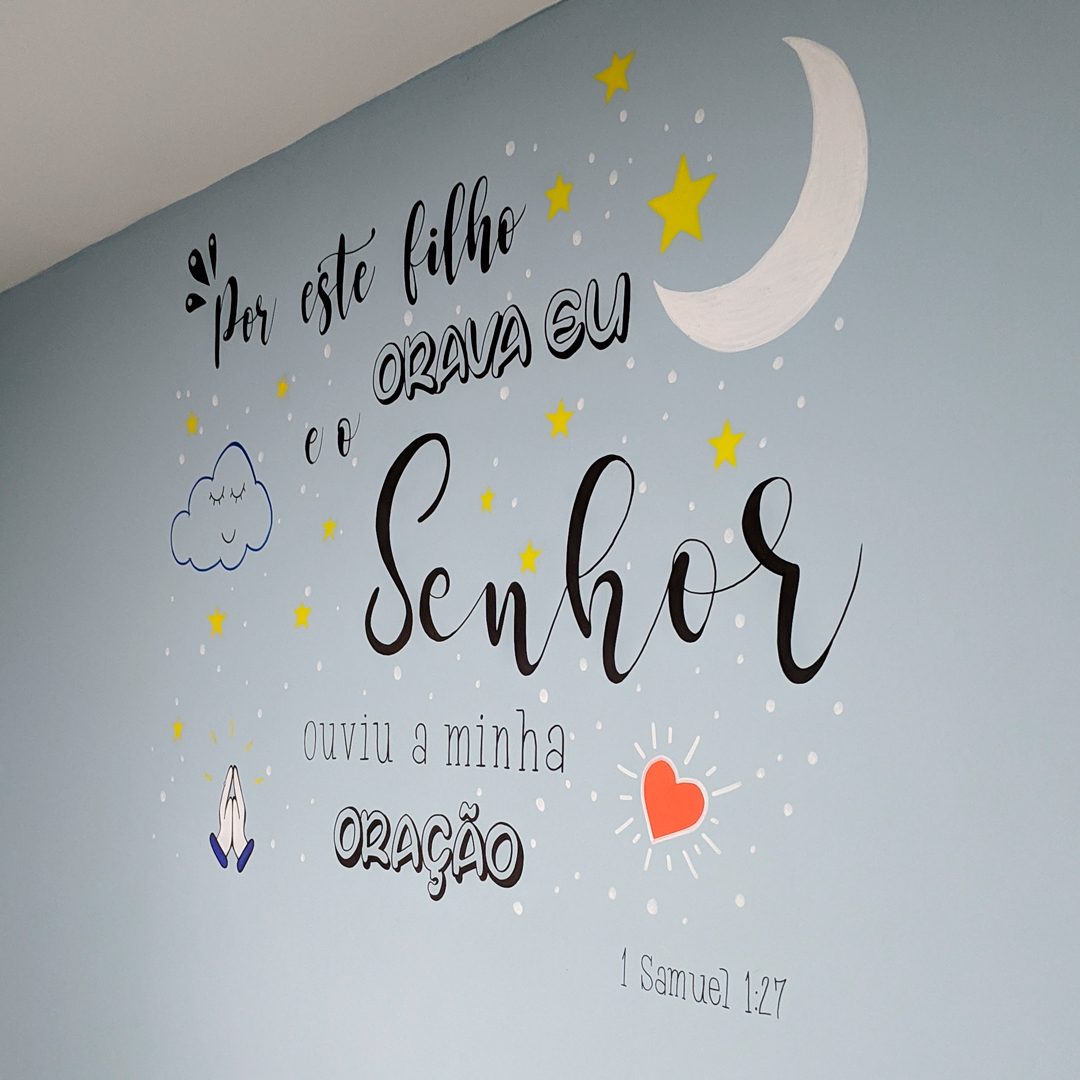 Por este filho
ORAVA EU
e o
Senhor
ouviu a minha
ORAÇÃO
1 Samuel 1:27